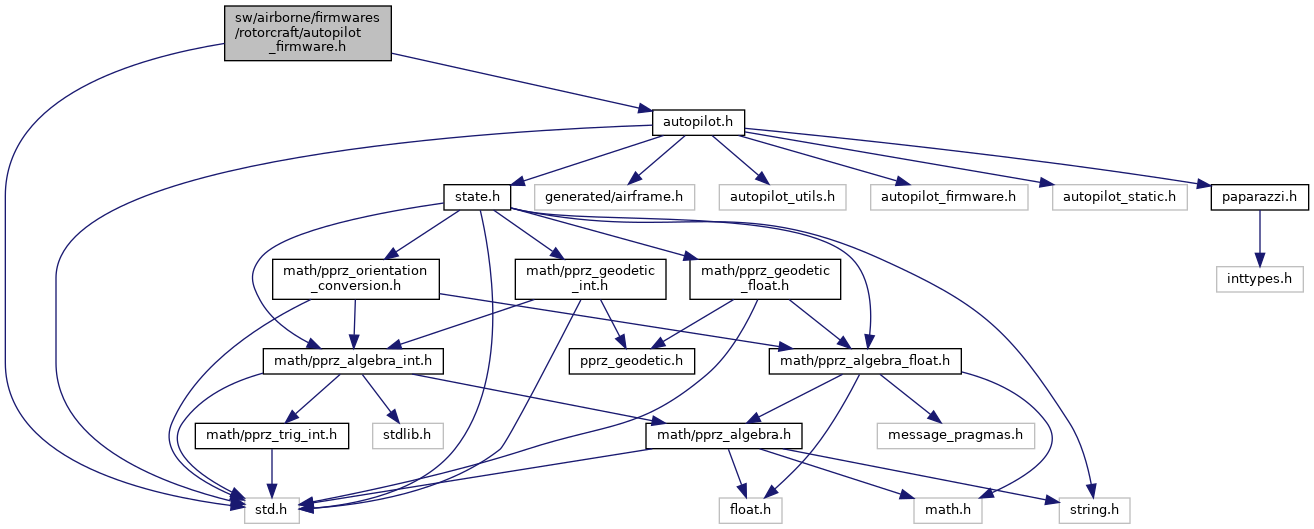 sw/airborne/firmwares
/rotorcraft/autopilot
_firmware.h
autopilot.h
state.h
generated/airframe.h
autopilot_utils.h
autopilot_firmware.h
autopilot_static.h
paparazzi.h
math/pprz_orientation
_conversion.h
math/pprz_geodetic
_int.h
math/pprz_geodetic
_float.h
inttypes.h
math/pprz_algebra_int.h
pprz_geodetic.h
math/pprz_algebra_float.h
math/pprz_trig_int.h
stdlib.h
math/pprz_algebra.h
message_pragmas.h
std.h
float.h
math.h
string.h